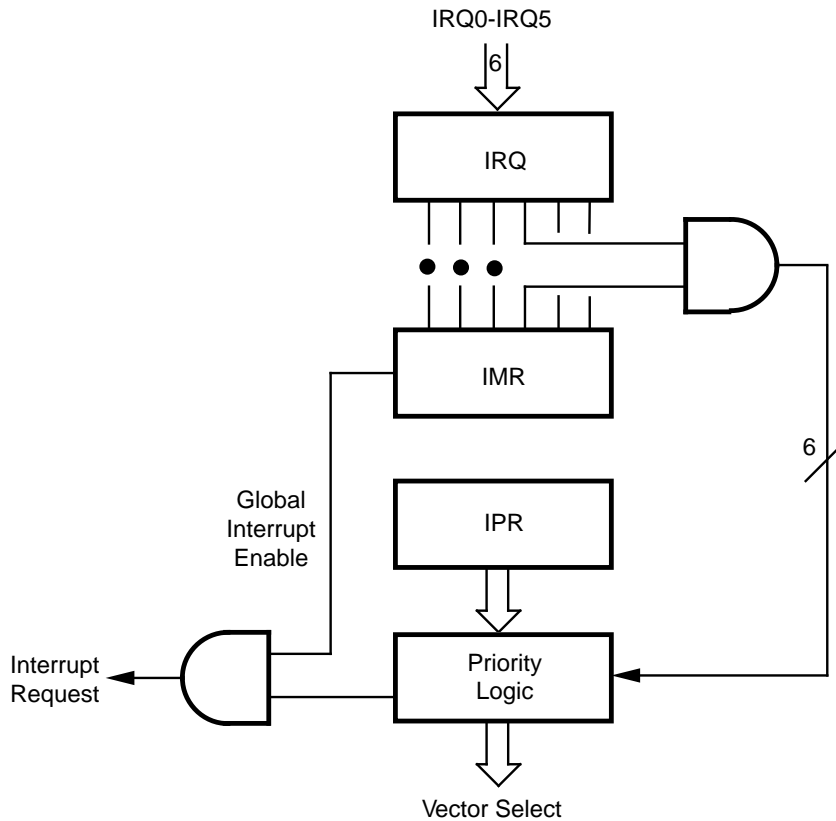 IRQ0-IRQ5
6
IRQ
IMR
6
Global
Interrupt
Enable
IPR
Interrupt
Request
Priority
Logic
Vector Select